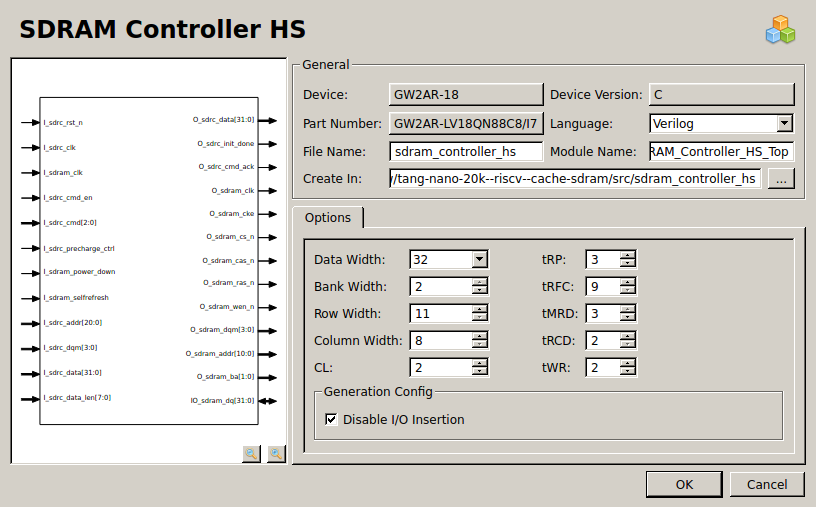 SDRAM Controller HS
I_sdrc_rst_n
I_sdrc_clk
I_sdram_clk
I_sdrc_cmd_en
I_sdrc_cmd[2:0]
I_sdrc_precharge_ctrl
I_sdram_power_down
I_sdram_selfrefresh
I_sdrc_addr[20:0]
I_sdrc_dqm[3:0]
I_sdrc_data[31:0]
I_sdrc_data_len[7:0]
O_sdrc_data[31:0]
O_sdrc_init_done
O_sdrc_cmd_ack
O_sdram_clk
O_sdram_cke
O_sdram_cs_n
O_sdram_cas_n
O_sdram_ras_n
O_sdram_wen_n
O_sdram_dqm[3:0]
O_sdram_addr[10:0]
O_sdram_ba[1:0]
IO_sdram_dq[31:0]
General
Device: GW2AR-18 Device Version: C
Part Number: GW2AR-LV18QN88C8/I7 Language: Verilog
File Name: sdram_controller_hs Module Name: RAM_Controller_HS_Top
Create In: /tang-nano-20k--riscv--cache-sdram/src/sdram_controller_hs ...
Options
Data Width: 32 tRP: 3
Bank Width: 2 tRFC: 9
Row Width: 11 tMRD: 3
Column Width: 8 tRCD: 2
CL: 2 tWR: 2
Generation Config
Disable I/O Insertion
OK Cancel